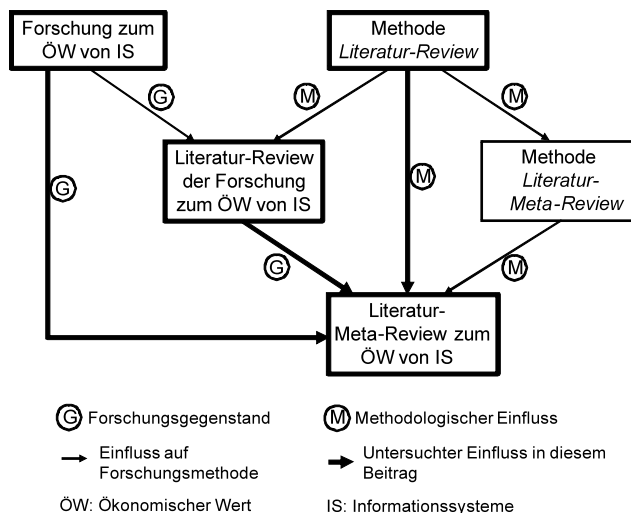 Forschung zum
ÖW von IS
Methode
Literatur-Review
G
M
M
Literatur-Review
der Forschung
zum ÖW von IS
Methode
Literatur-
Meta-Review
G
M
G
M
Literatur-
Meta-Review zum
ÖW von IS
G Forschungsgegenstand
M Methodologischer Einfluss
Einfluss auf
Forschungsmethode
Untersuchter Einfluss in diesem
Beitrag
ÖW: Ökonomischer Wert
IS: Informationssysteme